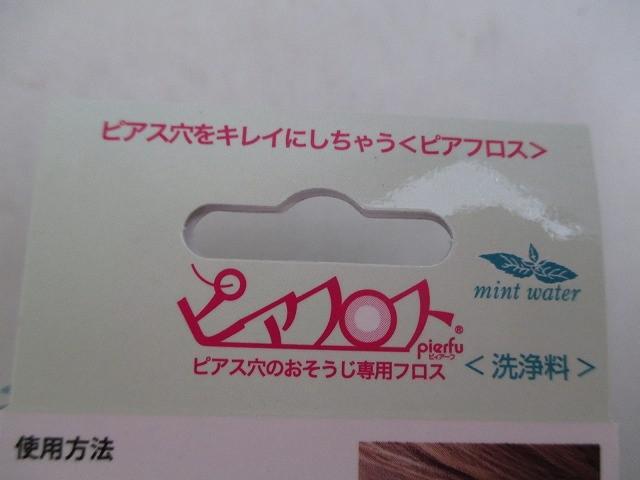 ピアス穴をキレイにしちゃう<ピアフロス>
mint water
ピアフロス®
pierfu
ピィアーフ
ピアス穴のおそうじ専用フロス
<洗浄料>
使用方法